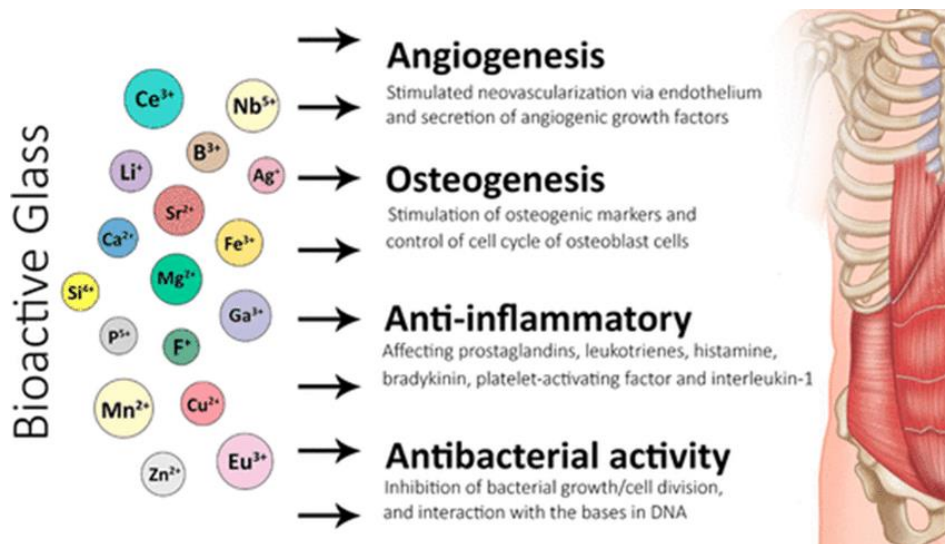 Bioactive Glass
Ce³⁺
Nb⁵⁺
B³⁺
Li⁺
Ag⁺
Sr²⁺
Ca²⁺
Fe³⁺
Mg²⁺
Si⁴⁺
Ga³⁺
P⁵⁺
F⁺
Mn²⁺
Cu²⁺
Zn²⁺
Eu³⁺
Angiogenesis
Stimulated neovascularization via endothelium
and secretion of angiogenic growth factors
Osteogenesis
Stimulation of osteogenic markers and
control of cell cycle of osteoblast cells
Anti-inflammatory
Affecting prostaglandins, leukotrienes, histamine,
bradykinin, platelet-activating factor and interleukin-1
Antibacterial activity
Inhibition of bacterial growth/cell division,
and interaction with the bases in DNA